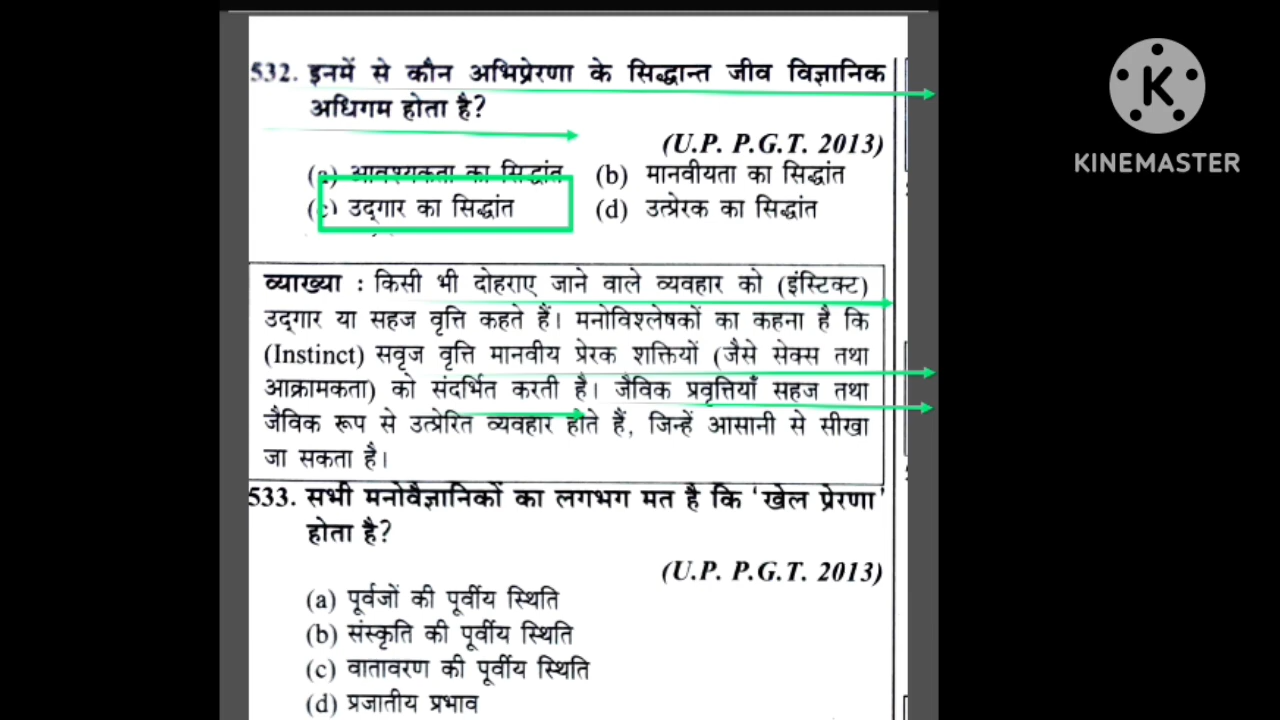 532. इनमें से कौन अभिप्रेरणा के सिद्धान्त जीव विज्ञानिक
अधिगम होता है?
(U.P. P.G.T. 2013)
(a) आवश्यकता का सिद्धांत (b) मानवीयता का सिद्धांत
(c) उद्‌गार का सिद्धांत (d) उत्प्रेरक का सिद्धांत
व्याख्या : किसी भी दोहराए जाने वाले व्यवहार को (इंस्टिक्ट)
उद्‌गार या सहज वृत्ति कहते हैं। मनोविश्लेषकों का कहना है कि
(Instinct) सवृज वृत्ति मानवीय प्रेरक शक्तियों (जैसे सेक्स तथा
आक्रामकता) को संदर्भित करती है। जैविक प्रवृत्तियाँ सहज तथा
जैविक रूप से उत्प्रेरित व्यवहार होते हैं, जिन्हें आसानी से सीखा
जा सकता है।
533. सभी मनोवैज्ञानिकों का लगभग मत है कि 'खेल प्रेरणा'
होता है?
(U.P. P.G.T. 2013)
(a) पूर्वजों की पूर्वीय स्थिति
(b) संस्कृति की पूर्वीय स्थिति
(c) वातावरण की पूर्वीय स्थिति
(d) प्रजातीय प्रभाव
K
KINEMASTER